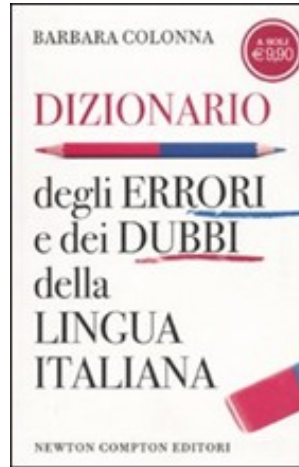 BARBARA COLONNA
A SOLI
€9,90
DIZIONARIO
degli ERRORI
e dei DUBBI
della
LINGUA
ITALIANA
NEWTON COMPTON EDITORI